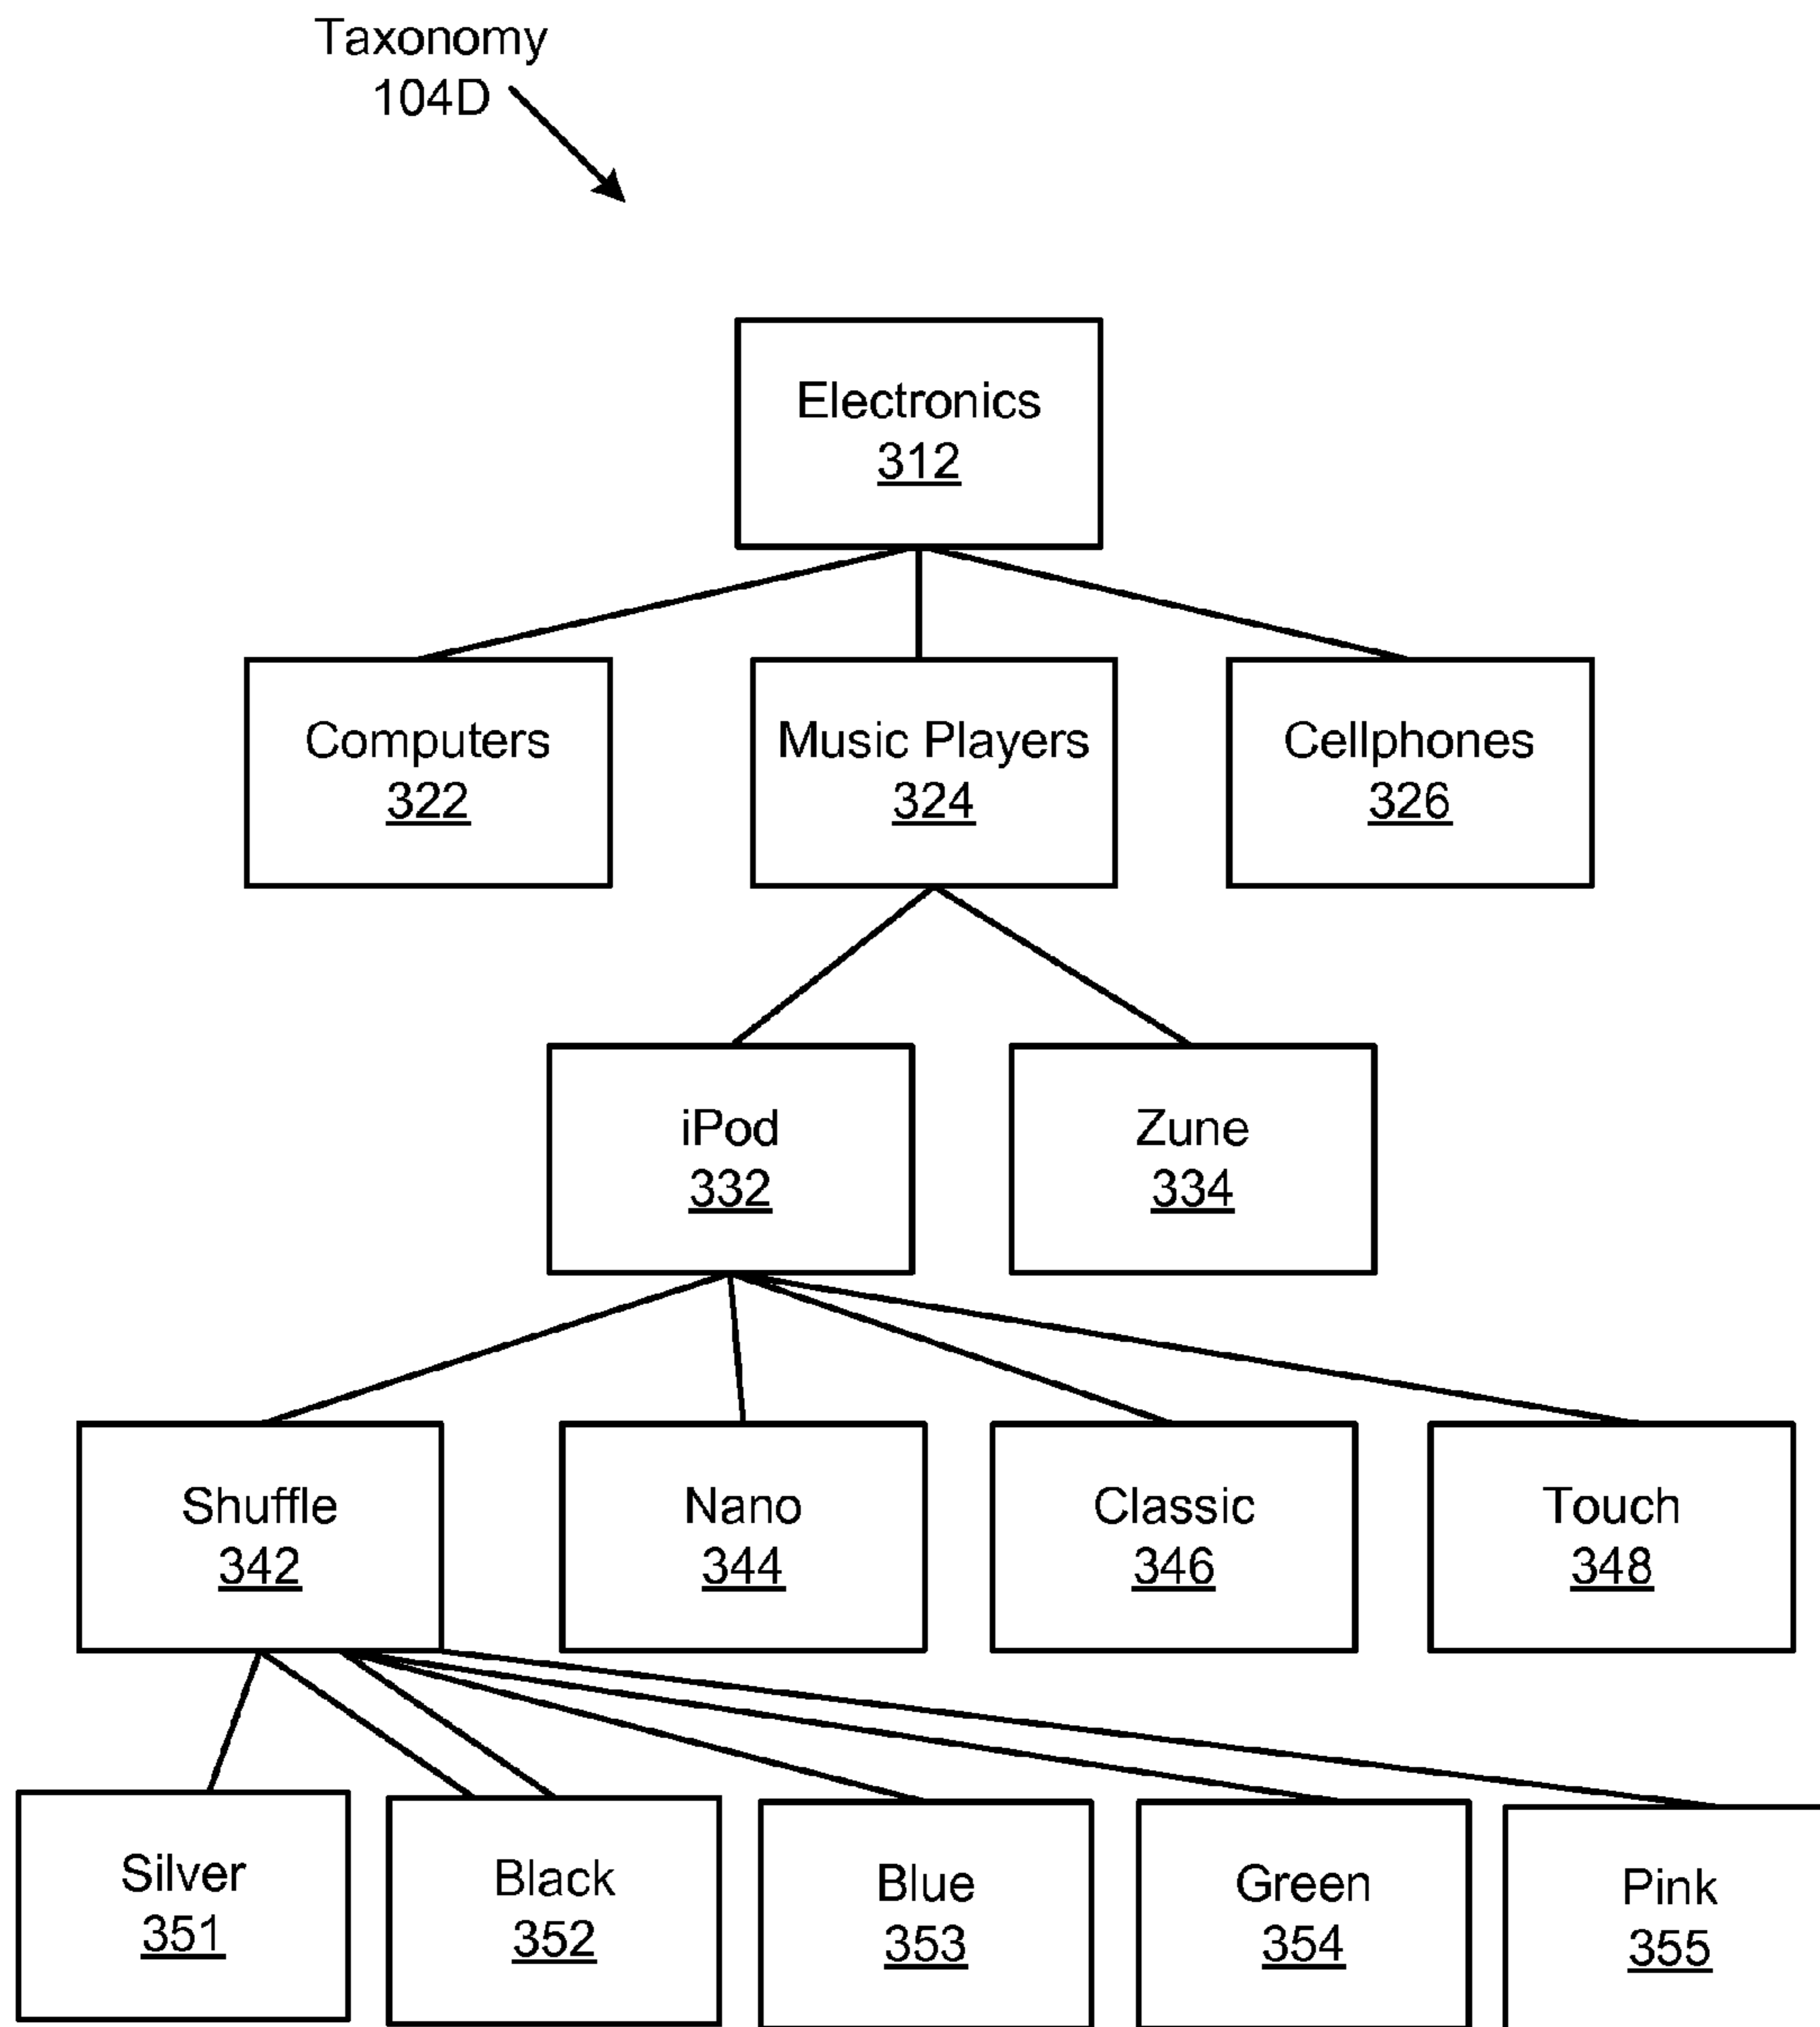 Taxonomy
104D
Electronics
312
Computers
322
Music Players
324
Cellphones
326
iPod
332
Zune
334
Shuffle
342
Nano
344
Classic
346
Touch
348
Silver
351
Black
352
Blue
353
Green
354
Pink
355